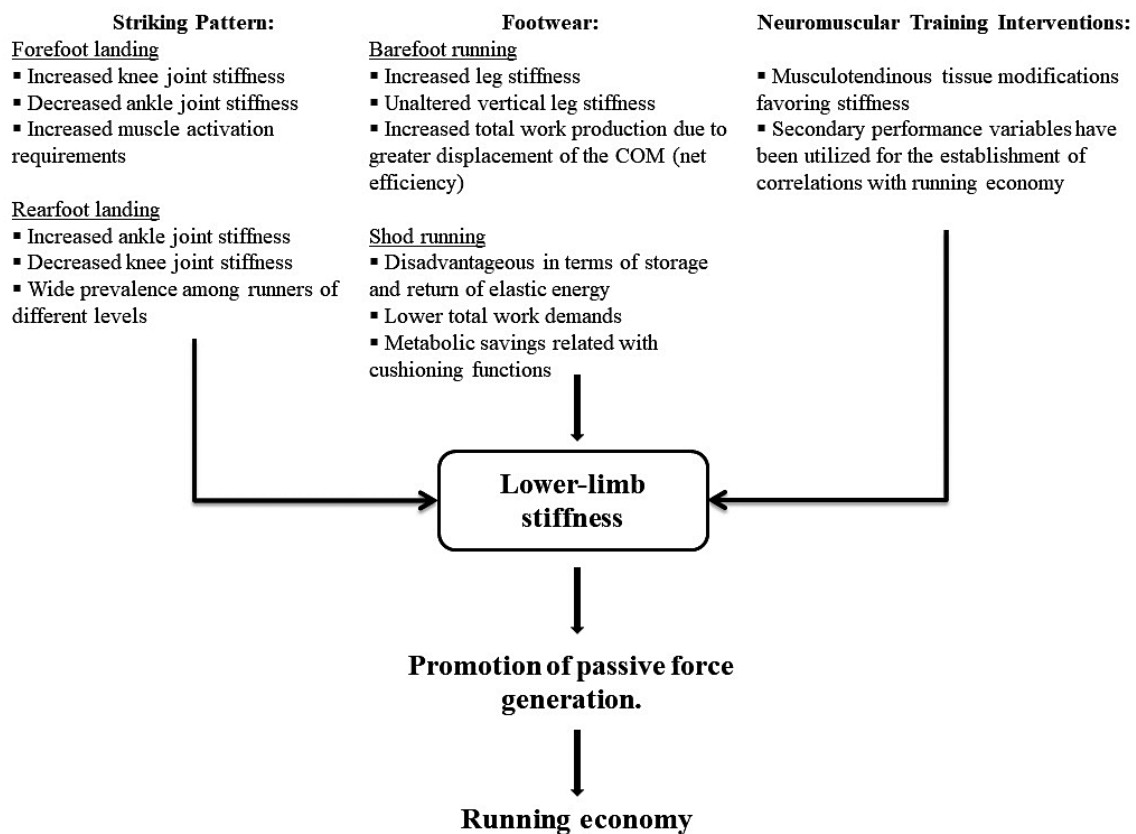 Striking Pattern:
Forefoot landing
▪ Increased knee joint stiffness
▪ Decreased ankle joint stiffness
▪ Increased muscle activation
requirements
Rearfoot landing
▪ Increased ankle joint stiffness
▪ Decreased knee joint stiffness
▪ Wide prevalence among runners of
different levels
Footwear:
Barefoot running
▪ Increased leg stiffness
▪ Unaltered vertical leg stiffness
▪ Increased total work production due to
greater displacement of the COM (net
efficiency)
Shod running
▪ Disadvantageous in terms of storage
and return of elastic energy
▪ Lower total work demands
▪ Metabolic savings related with
cushioning functions
Neuromuscular Training Interventions:
▪ Musculotendinous tissue modifications
favoring stiffness
▪ Secondary performance variables have
been utilized for the establishment of
correlations with running economy
Lower-limb
stiffness
Promotion of passive force
generation.
Running economy